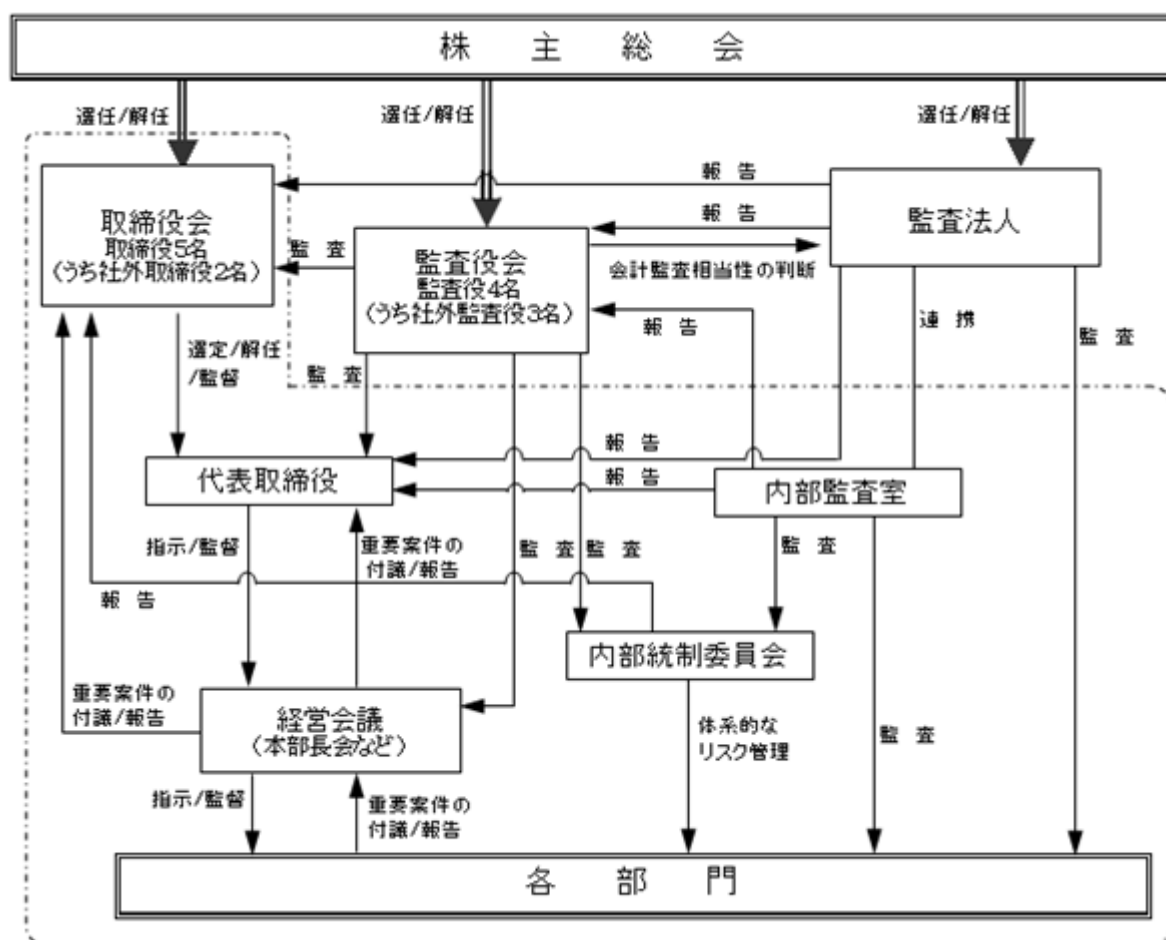 株主総会
選任/解任
選任/解任
選任/解任
報告
取締役会
取締役5名
(うち社外取締役2名)
監査
監査役会
監査役4名
(うち社外監査役3名)
報告
会計監査相当性の判断
監査法人
報告
連携
監査
選定/解任
/監督
監査
報告
代表取締役
報告
内部監査室
指示/監督
重要案件の
付議/報告
監査
監査
監査
報告
内部統制委員会
重要案件の
付議/報告
経営会議
(本部長会など)
体系的な
リスク管理
監査
指示/監督
重要案件の
付議/報告
各部門